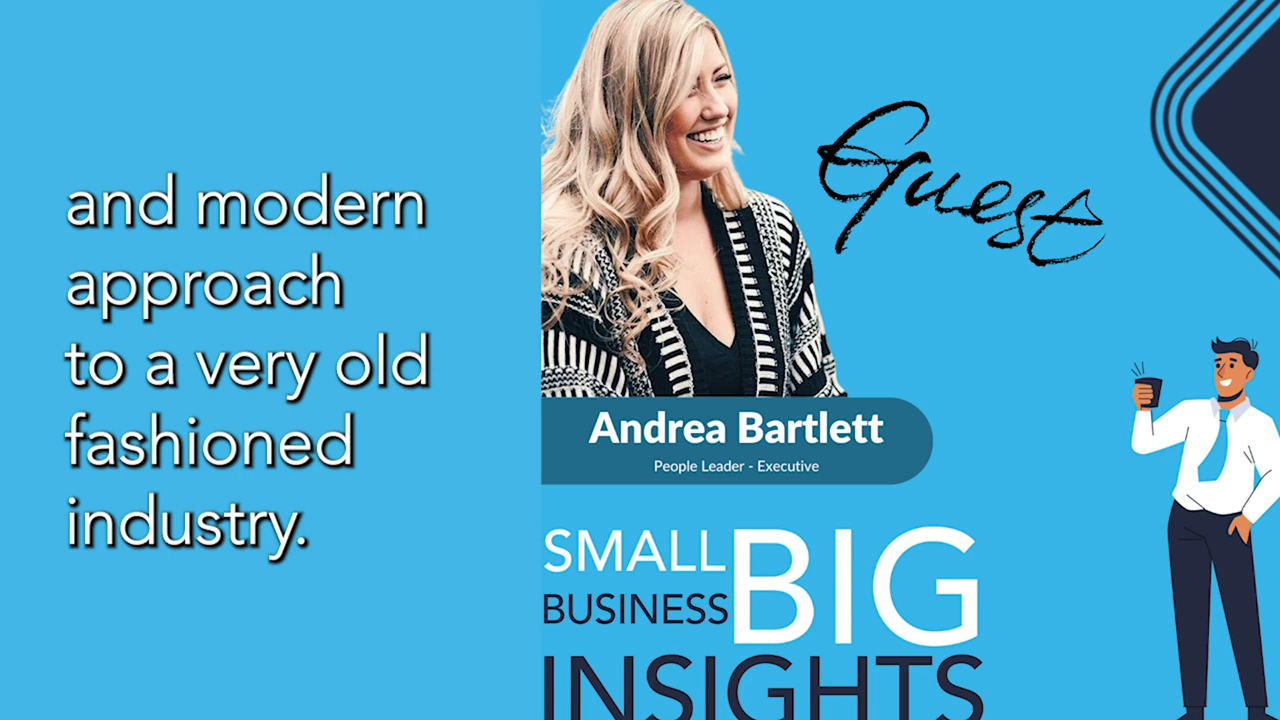 and modern
approach
to a very old
fashioned
industry.
Guest
Andrea Bartlett
People Leader - Executive
SMALL BIG
BUSINESS
INSIGHTS